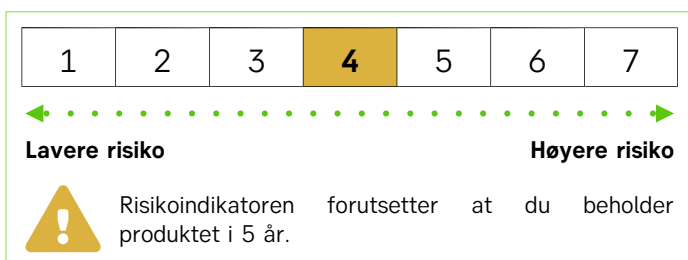 1 2 3 4 5 6 7
Lavere risiko Høyere risiko
Risikoindikatoren forutsetter at du beholder
produktet i 5 år.